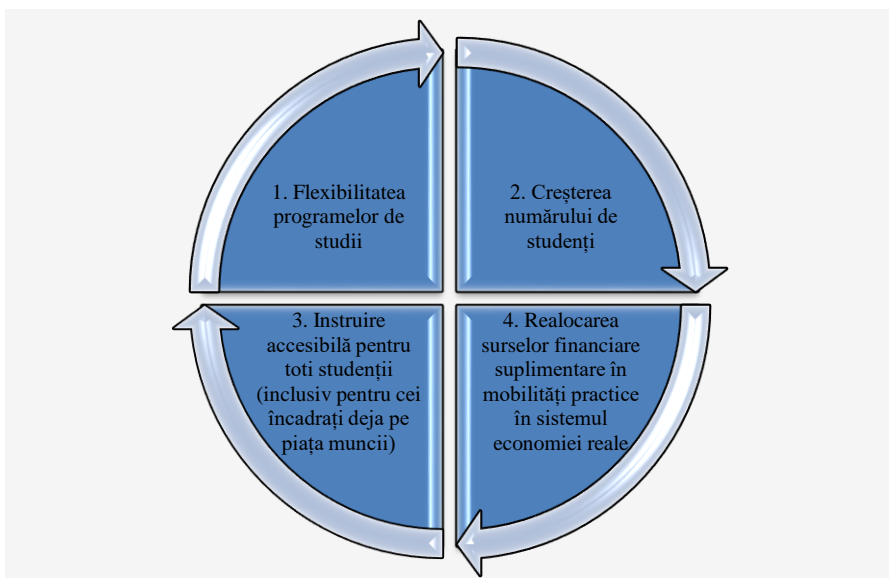 1. Flexibilitatea
programelor de
studii
2. Creșterea
numărului de
studenți
3. Instruire
accesibilă pentru
toti studenții
(inclusiv pentru cei
încadrați deja pe
piața muncii)
4. Realocarea
surselor financiare
suplimentare în
mobilități practice
în sistemul
economiei reale